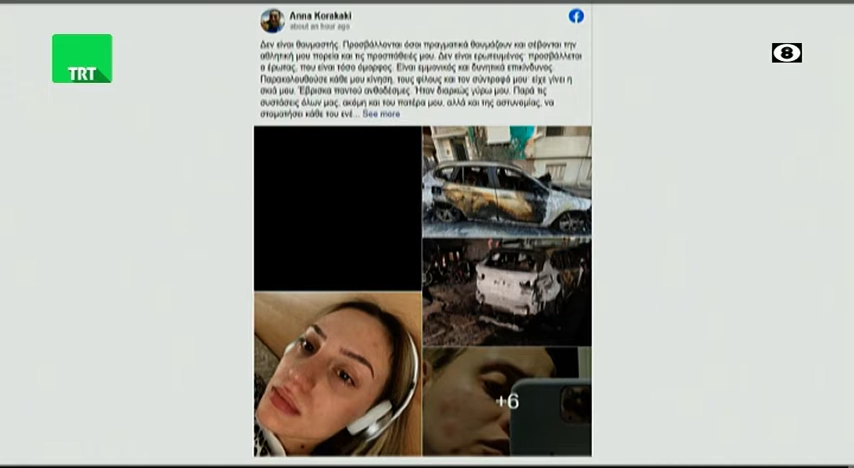 Anna Korakaki
about an hour ago
Δεν είναι θαυμαστής. Προσβάλλονται όσοι πραγματικά θαυμάζουν και σέβονται την
αθλητική μου πορεία και τις προσπάθειές μου. Δεν είναι ερωτευμένος· προσβάλλεται
ο έρωτας, που είναι τόσο όμορφος. Είναι εμμονικός και δυνητικά επικίνδυνος.
Παρακολουθούσε κάθε μου κίνηση, τους φίλους και τον σύντροφό μου· είχε γίνει η
σκιά μου. Έβρισκα παντού ανθοδέσμες. Ήταν διαρκώς γύρω μου. Παρά τις
συστάσεις όλων μας, ακόμη και του πατέρα μου, αλλά και της αστυνομίας, να
σταματήσει κάθε του ενέ... See more
TRT
8
+6